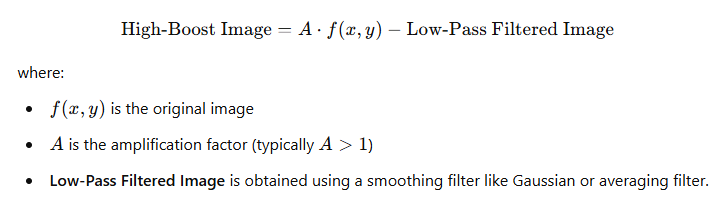 High-Boost Image = A · f(x, y) − Low-Pass Filtered Image
where:
• f(x, y) is the original image
• A is the amplification factor (typically A > 1)
• Low-Pass Filtered Image is obtained using a smoothing filter like Gaussian or averaging filter.